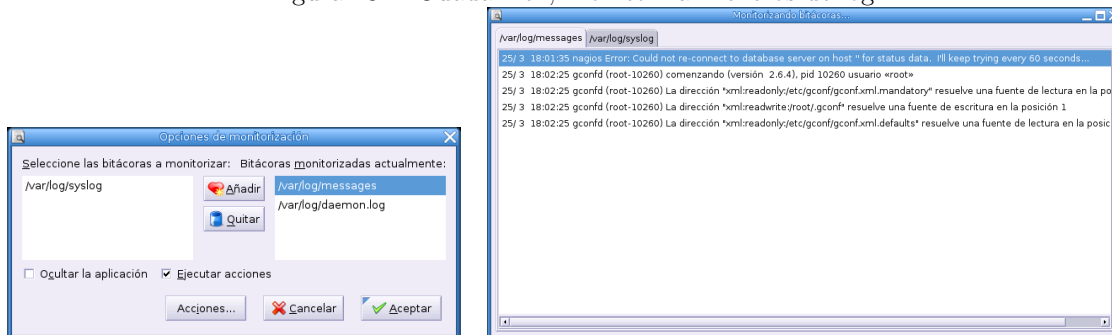 Monitorizando bitácoras...
/var/log/messages /var/log/syslog
25/ 3 18:01:35 nagios Error: Could not re-connect to database server on host '' for status data. I'll keep trying every 60 seconds...
25/ 3 18:02:25 gconfd (root-10260) comenzando (versión 2.6.4), pid 10260 usuario «root»
25/ 3 18:02:25 gconfd (root-10260) La dirección "xml:readonly:/etc/gconf/gconf.xml.mandatory" resuelve una fuente de lectura en la po
25/ 3 18:02:25 gconfd (root-10260) La dirección "xml:readwrite:/root/.gconf" resuelve una fuente de escritura en la posición 1
25/ 3 18:02:25 gconfd (root-10260) La dirección "xml:readonly:/etc/gconf/gconf.xml.defaults" resuelve una fuente de lectura en la posic
Opciones de monitorización
Seleccione las bitácoras a monitorizar: Bitácoras monitorizadas actualmente:
/var/log/syslog
Añadir
Quitar
/var/log/messages
/var/log/daemon.log
Ocultar la aplicación Ejecutar acciones
Acciones... Cancelar Aceptar